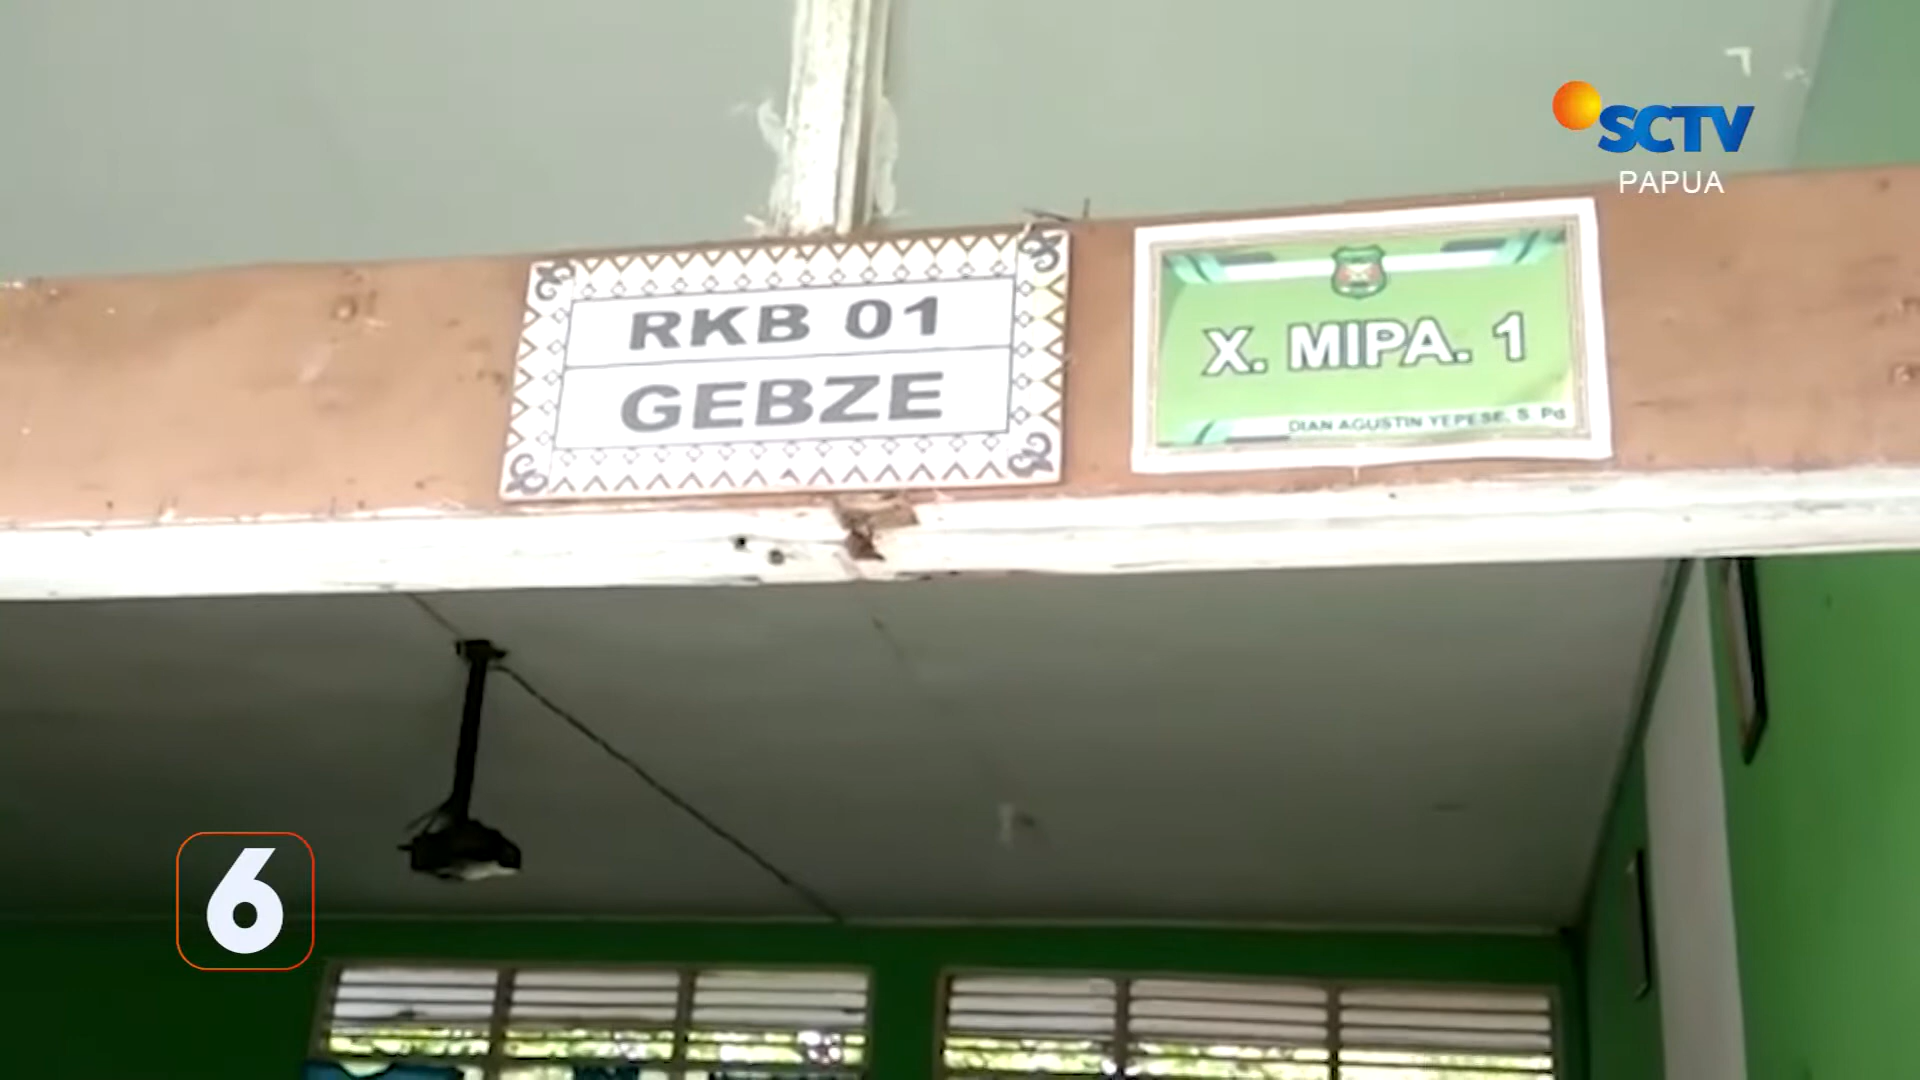 SCTV
PAPUA
RKB 01
GEBZE
X. MIPA. 1
DIAN AGUSTIN YEPESE, S. Pd
6